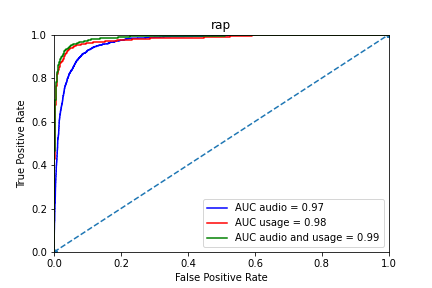 rap
True Positive Rate
1.0
0.8
0.6
0.4
0.2
0.0
AUC audio = 0.97
AUC usage = 0.98
AUC audio and usage = 0.99
0.0 0.2 0.4 0.6 0.8 1.0
False Positive Rate